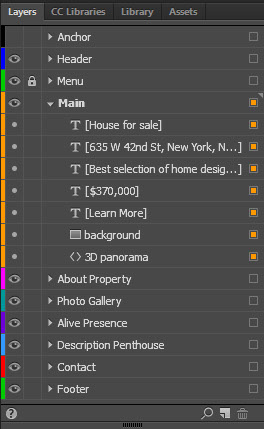 Layers CC Libraries Library Assets
Anchor
Header
Menu
Main
T [House for sale]
T [635 W 42nd St, New York, N...]
T [Best selection of home desig...]
T [$370,000]
T [Learn More]
background
<> 3D panorama
About Property
Photo Gallery
Alive Presence
Description Penthouse
Contact
Footer
?